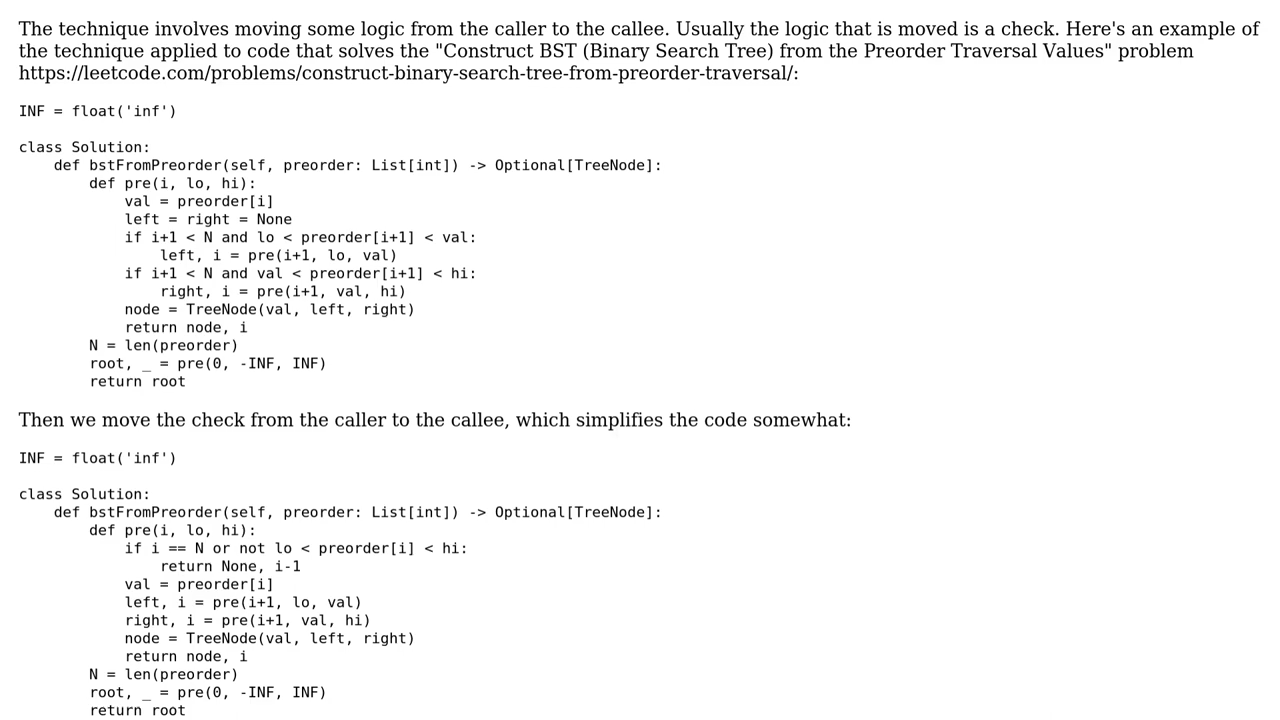 The technique involves moving some logic from the caller to the callee. Usually the logic that is moved is a check. Here's an example of
the technique applied to code that solves the "Construct BST (Binary Search Tree) from the Preorder Traversal Values" problem
https://leetcode.com/problems/construct-binary-search-tree-from-preorder-traversal/:
INF = float('inf')
class Solution:
    def bstFromPreorder(self, preorder: List[int]) -> Optional[TreeNode]:
        def pre(i, lo, hi):
            val = preorder[i]
            left = right = None
            if i+1 < N and lo < preorder[i+1] < val:
                left, i = pre(i+1, lo, val)
            if i+1 < N and val < preorder[i+1] < hi:
                right, i = pre(i+1, val, hi)
            node = TreeNode(val, left, right)
            return node, i
        N = len(preorder)
        root, _ = pre(0, -INF, INF)
        return root
Then we move the check from the caller to the callee, which simplifies the code somewhat:
INF = float('inf')
class Solution:
    def bstFromPreorder(self, preorder: List[int]) -> Optional[TreeNode]:
        def pre(i, lo, hi):
            if i == N or not lo < preorder[i] < hi:
                return None, i-1
            val = preorder[i]
            left, i = pre(i+1, lo, val)
            right, i = pre(i+1, val, hi)
            node = TreeNode(val, left, right)
            return node, i
        N = len(preorder)
        root, _ = pre(0, -INF, INF)
        return root